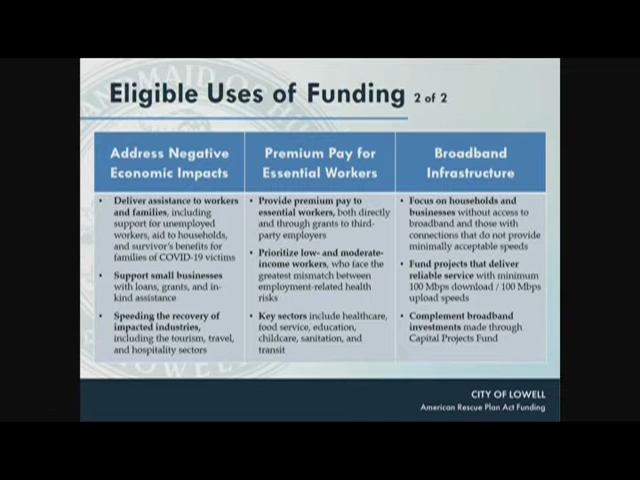 Eligible Uses of Funding 2 of 2
Address Negative
Economic Impacts
• Deliver assistance to workers
and families, including
support for unemployed
workers, aid to households,
and survivor's benefits for
families of COVID-19 victims
• Support small businesses
with loans, grants, and in-
kind assistance
• Speeding the recovery of
impacted industries,
including the tourism, travel,
and hospitality sectors
Premium Pay for
Essential Workers
• Provide premium pay to
essential workers, both directly
and through grants to third-
party employers
• Prioritize low- and moderate-
income workers, who face the
greatest mismatch between
employment-related health
risks
• Key sectors include healthcare,
food service, education,
childcare, sanitation, and
transit
Broadband
Infrastructure
• Focus on households and
businesses without access to
broadband and those with
connections that do not provide
minimally acceptable speeds
• Fund projects that deliver
reliable service with minimum
100 Mbps download / 100 Mbps
upload speeds
• Complement broadband
investments made through
Capital Projects Fund
CITY OF LOWELL
American Rescue Plan Act Funding